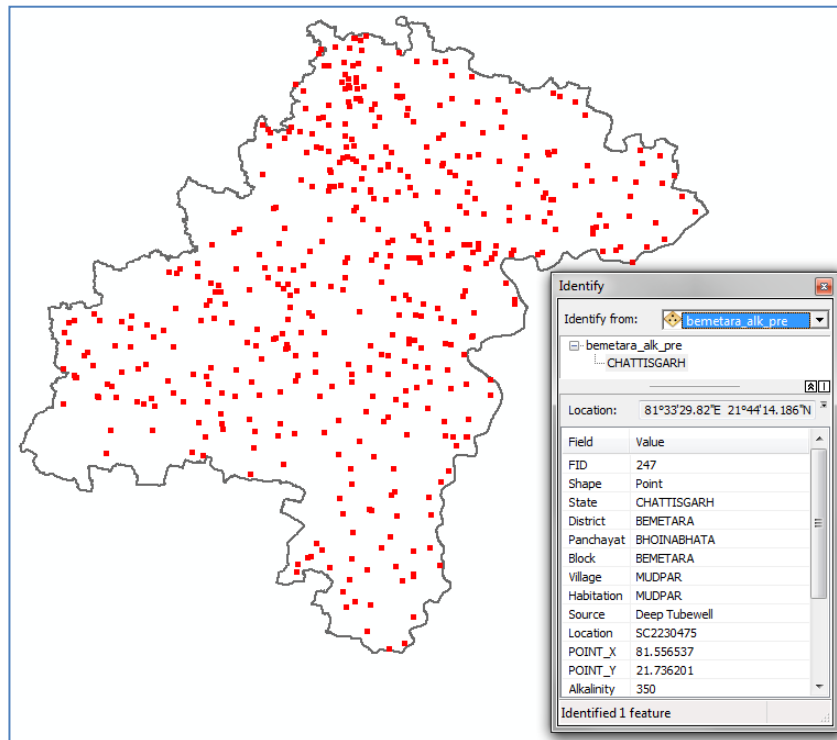 Identify
Identify from: bemetara_alk_pre
bemetara_alk_pre
CHATTISGARH
Location: 81°33'29.82"E 21°44'14.186"N
Field Value
FID 247
Shape Point
State CHATTISGARH
District BEMETARA
Panchayat BHOINABHATA
Block BEMETARA
Village MUDPAR
Habitation MUDPAR
Source Deep Tubewell
Location SC2230475
POINT_X 81.556537
POINT_Y 21.736201
Alkalinity 350
Identified 1 feature